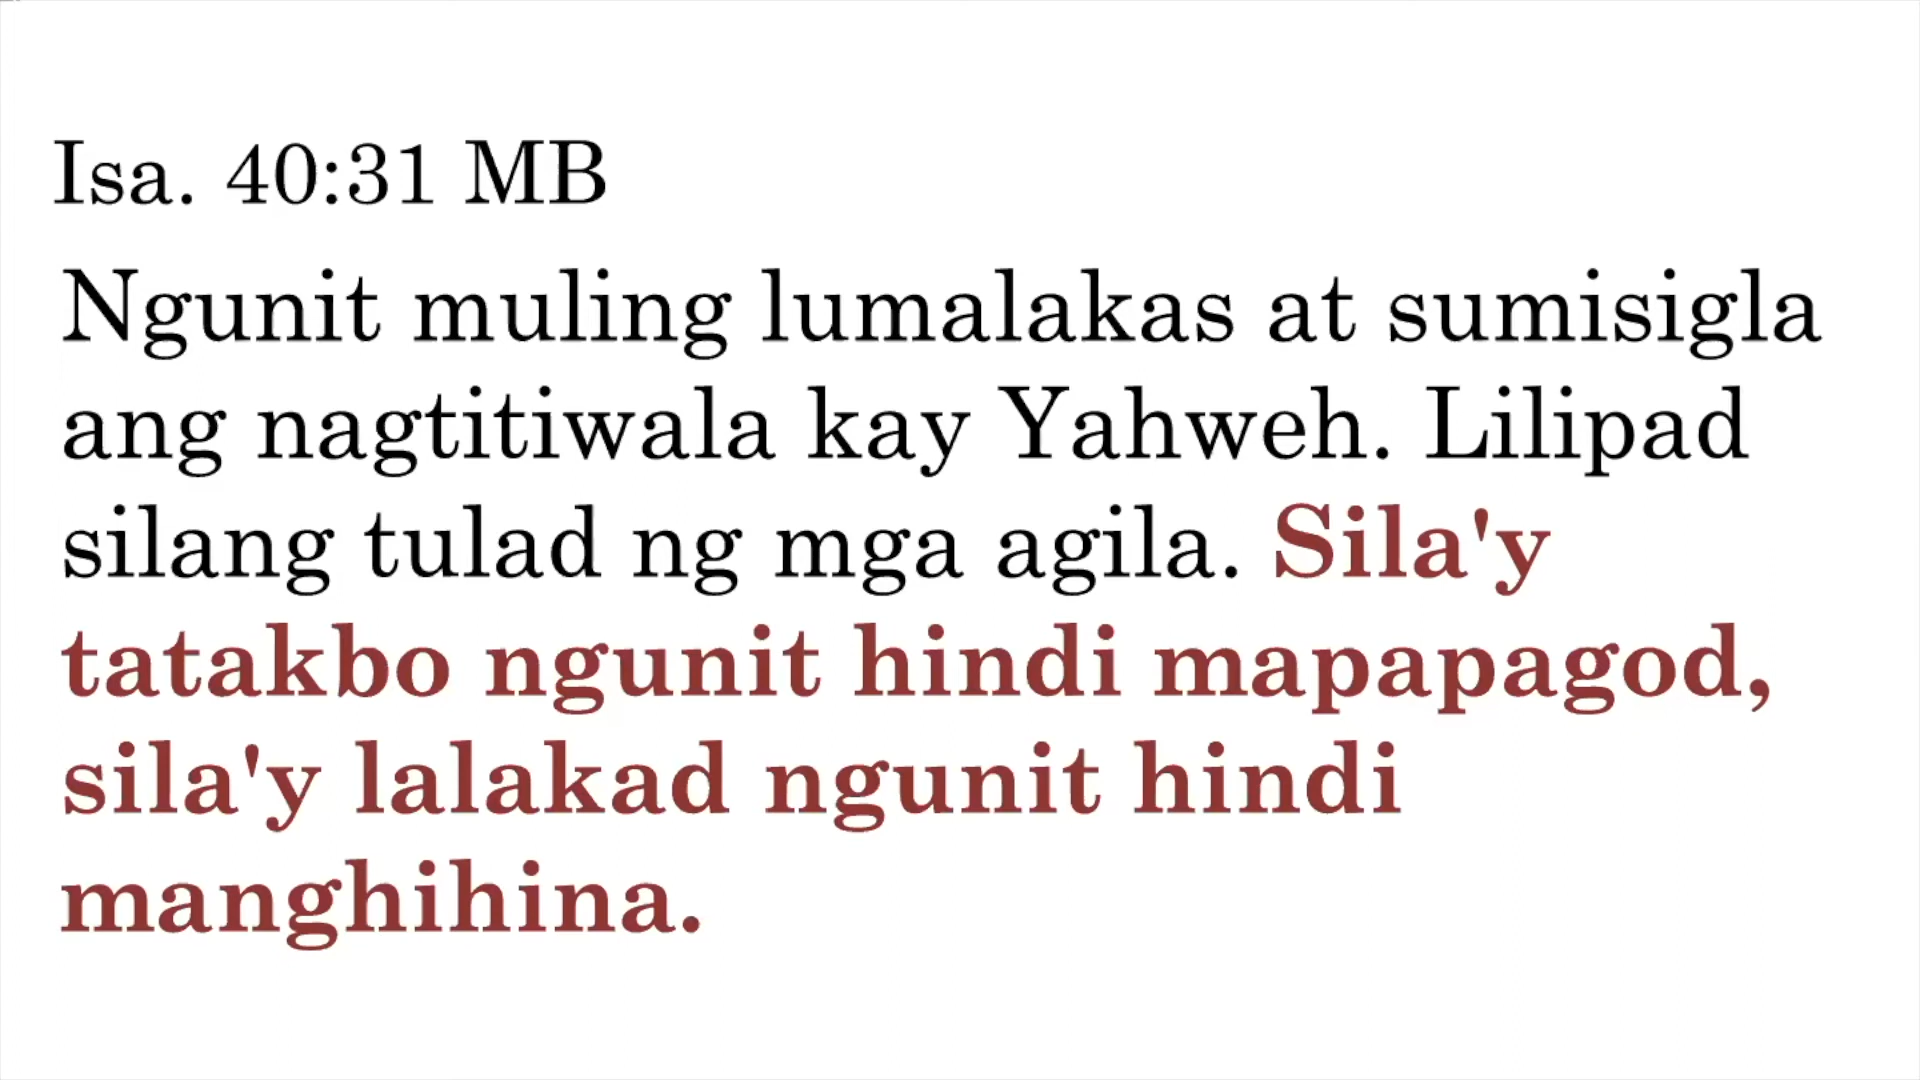 Isa. 40:31 MB
Ngunit muling lumalakas at sumisigla
ang nagtitiwala kay Yahweh. Lilipad
silang tulad ng mga agila. Sila'y
tatakbo ngunit hindi mapapagod,
sila'y lalakad ngunit hindi
manghihina.